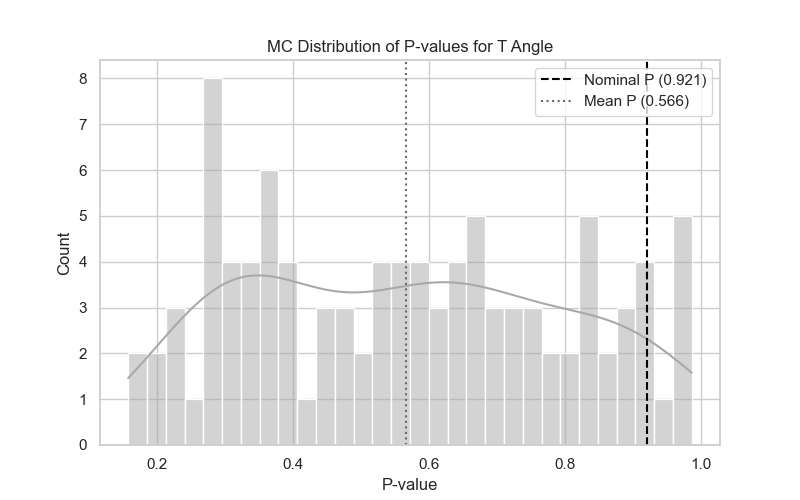 MC Distribution of P-values for T Angle
Nominal P (0.921)
Mean P (0.566)
8
7
6
5
4
3
2
1
0
Count
0.2 0.4 0.6 0.8 1.0
P-value